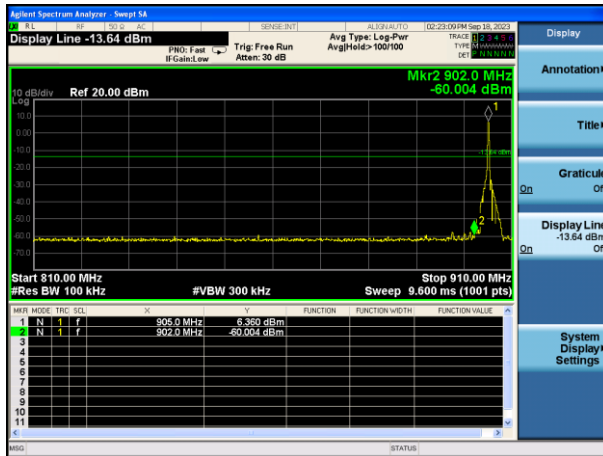 Agilent Spectrum Analyzer - Swept SA
RL RF 50 Ω AC SENSE:INT ALIGNAUTO 02:23:09 PM Sep 18, 2023
Display Line -13.64 dBm
PNO: Fast
IFGain:Low
Trig: Free Run
Atten: 30 dB
Avg Type: Log-Pwr
Avg|Hold:>100/100
TRACE 1 2 3 4 5 6
TYPE M
DET P N N N N N
Mkr2 902.0 MHz
-60.004 dBm
10 dB/div Ref 20.00 dBm
Log
10.0
0.00
-10.0
-20.0
-30.0
-40.0
-50.0
-60.0
-70.0
1
2
-13.64 dBm
Start 810.00 MHz Stop 910.00 MHz
#Res BW 100 kHz #VBW 300 kHz Sweep 9.600 ms (1001 pts)
MKR MODE TRC SCL X Y FUNCTION FUNCTION WIDTH FUNCTION VALUE
1 N 1 f 905.0 MHz 6.360 dBm
2 N 1 f 902.0 MHz -60.004 dBm
3
4
5
6
7
8
9
10
11
MSG STATUS
Display
Annotation
Title
Graticule
On Of
Display Line
-13.64 dBm
On Of
System
Display
Settings